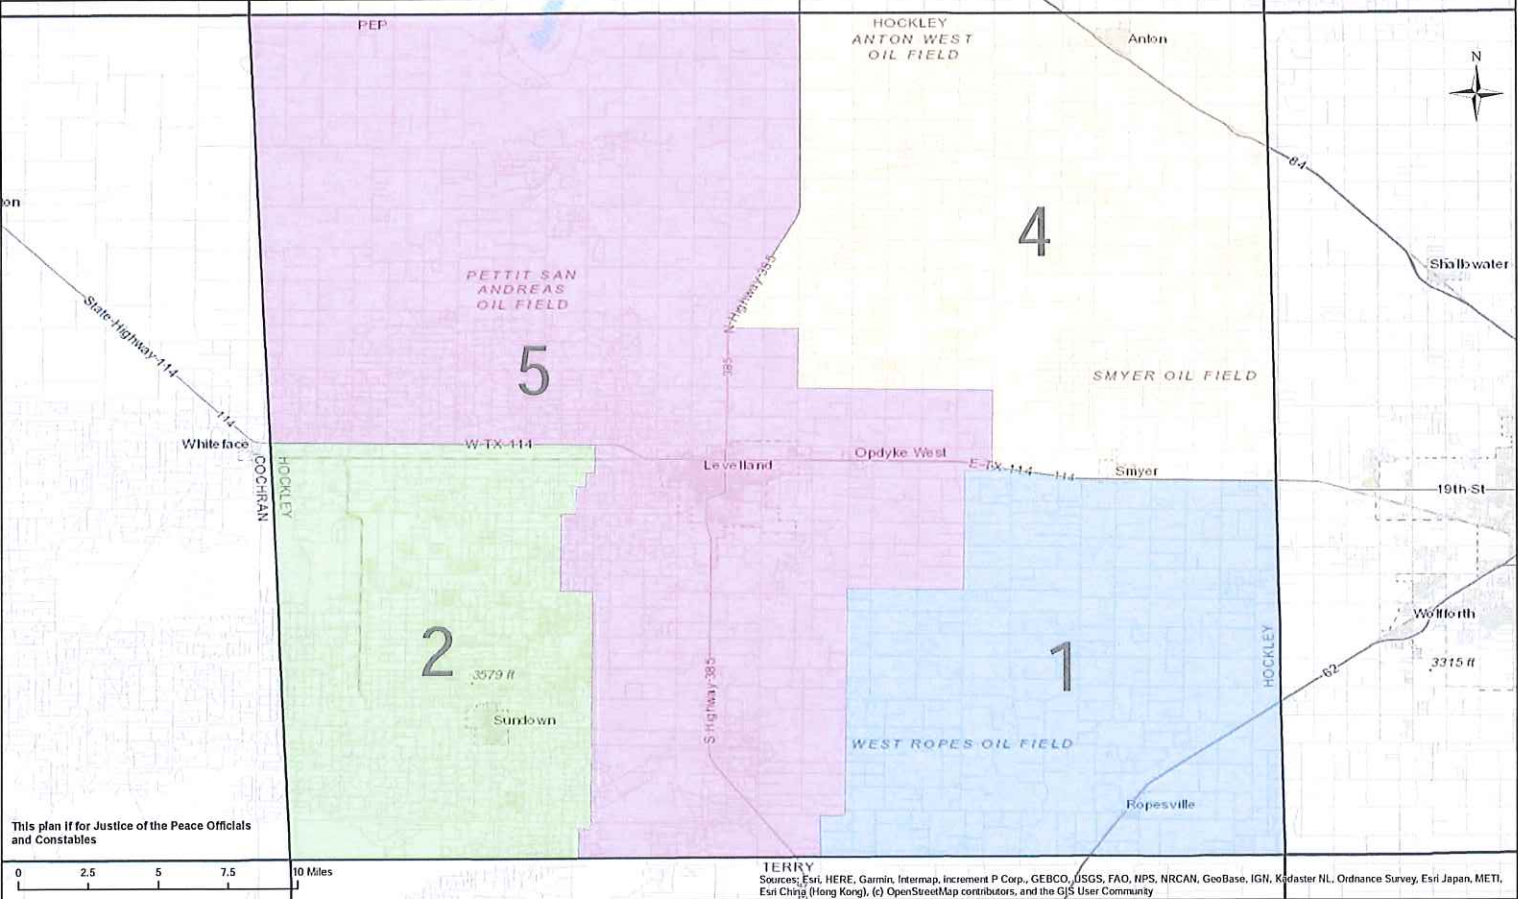 PEP
HOCKLEY
ANTON WEST
OIL FIELD
Anton
N
84
on
Shallowater
4
State-Highway-114
PETTIT SAN
ANDREAS
OIL FIELD
N-Highway-385
5
385
SMYER OIL FIELD
114
Whiteface
W-TX-114
Levelland
Opdyke West
E-TX-114
114
Smyer
19th-St
COCHRAN
HOCKLEY
2
3579 ft
Sundown
S Highway-385
1
HOCKLEY
Wolfforth
3315 ft
62
WEST ROPES OIL FIELD
Ropesville
This plan if for Justice of the Peace Officials
and Constables
0 2.5 5 7.5 10 Miles
TERRY
Sources: Esri, HERE, Garmin, Intermap, increment P Corp., GEBCO, USGS, FAO, NPS, NRCAN, GeoBase, IGN, Kadaster NL, Ordnance Survey, Esri Japan, METI,
Esri China (Hong Kong), (c) OpenStreetMap contributors, and the GIS User Community